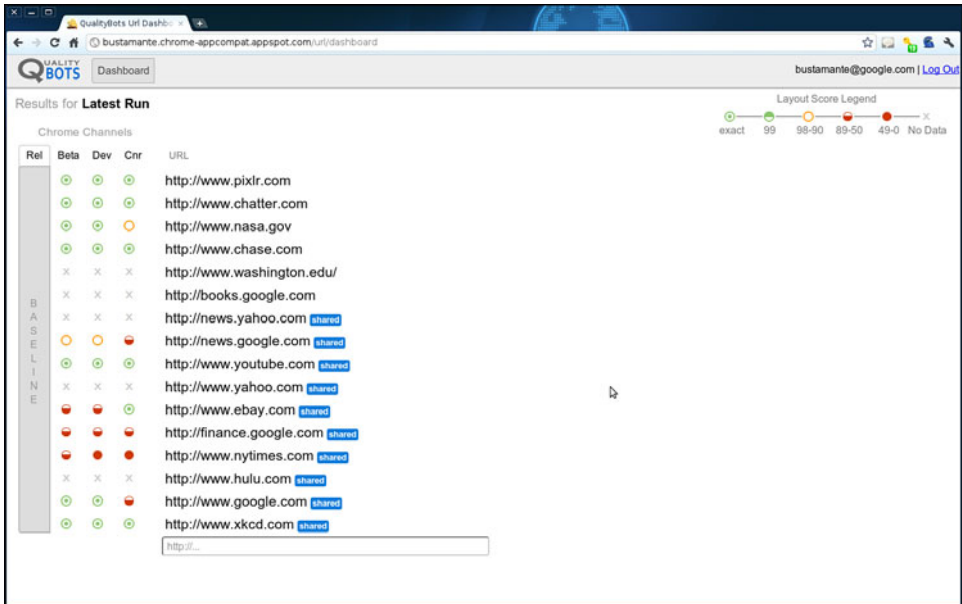 QualityBots Url Dashbo
bustamante.chrome-appcompat.appspot.com/url/dashboard
QUALITY BOTS
Dashboard
bustamante@google.com | Log Out
Results for Latest Run
Layout Score Legend
exact 99 98-90 89-50 49-0 No Data
Chrome Channels
Rel Beta Dev Cnr URL
BASELINE
http://www.pixlr.com
http://www.chatter.com
http://www.nasa.gov
http://www.chase.com
x x x http://www.washington.edu/
x x x http://books.google.com
x x x http://news.yahoo.com shared
http://news.google.com shared
http://www.youtube.com shared
x x x http://www.yahoo.com shared
http://www.ebay.com shared
http://finance.google.com shared
http://www.nytimes.com shared
x x x http://www.hulu.com shared
http://www.google.com shared
http://www.xkcd.com shared
http://...